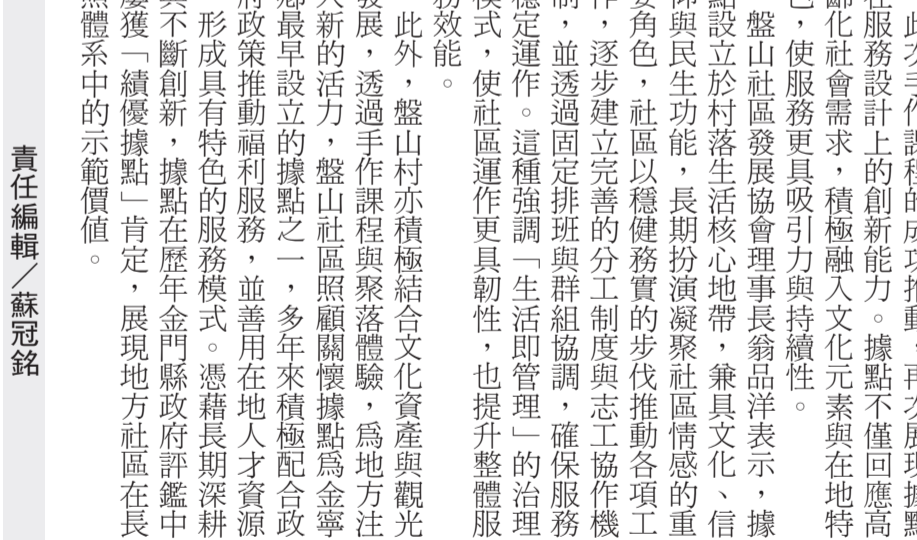 此次手作課程的成功推動，再次展現據點
在服務設計上的創新能力。據點不僅回應高
齡化社會需求，積極融入文化元素與在地特
色，使服務更具吸引力與持續性。
盤山社區發展協會理事長翁品洋表示，據
點設立於村落生活核心地帶，兼具文化、信
仰與民生功能，長期扮演凝聚社區情感的重
要角色，社區以穩健務實的步伐推動各項工
作，逐步建立完善的分工制度與志工協作機
制，並透過固定排班與群組協調，確保服務
穩定運作。這種強調「生活即管理」的治理
模式，使社區運作更具韌性，也提升整體服
務效能。
此外，盤山村亦積極結合文化資產與觀光
發展，透過手作課程與聚落體驗，爲地方注
入新的活力，盤山社區照顧關懷據點爲金寧
鄉最早設立的據點之一，多年來積極配合政
府政策推動福利服務，並善用在地人才資源
形成具有特色的服務模式。憑藉長期深耕
與不斷創新，據點在歷年金門縣政府評鑑中
屢獲「績優據點」肯定，展現地方社區在長
照體系中的示範價値。
責任編輯／蘇冠銘